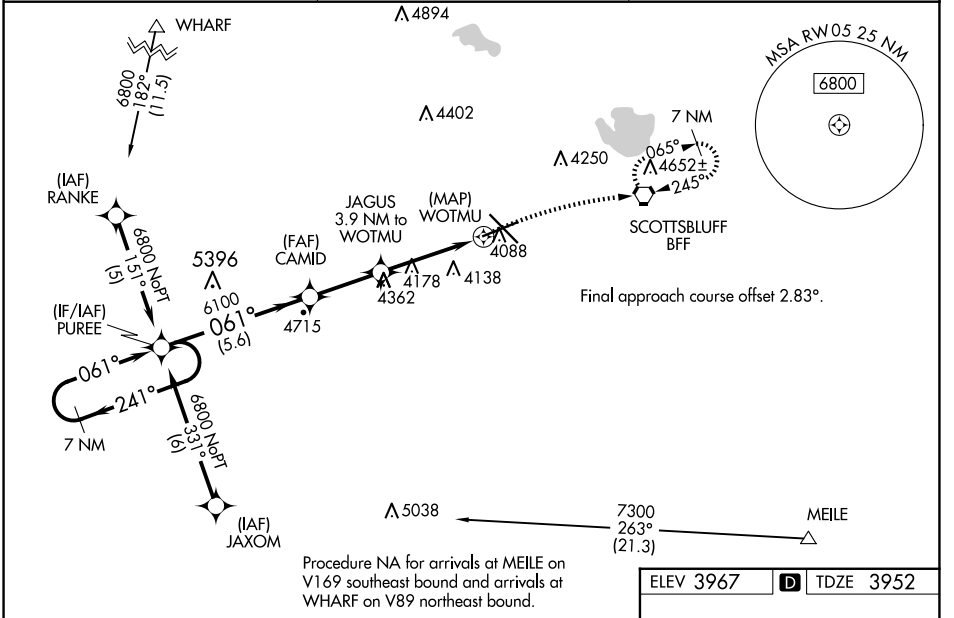 4894
WHARF
6800
182°
(11.5)
MSA RW05 25 NM
6800
4402
7 NM
065°
4652±
245°
4250
SCOTTSBLUFF
BFF
(IAF)
RANKE
6800 NoPT
151°
(5)
JAGUS
3.9 NM to
WOTMU
(MAP)
WOTMU
4088
(FAF)
CAMID
4178
4138
4362
5396
6100
061°
(5.6)
4715
Final approach course offset 2.83°.
(IF/IAF)
PUREE
061°
241°
7 NM
6800 NoPT
331°
(6)
(IAF)
JAXOM
5038
7300
263°
(21.3)
MEILE
Procedure NA for arrivals at MEILE on
V169 southeast bound and arrivals at
WHARF on V89 northeast bound.
ELEV 3967
D
TDZE 3952